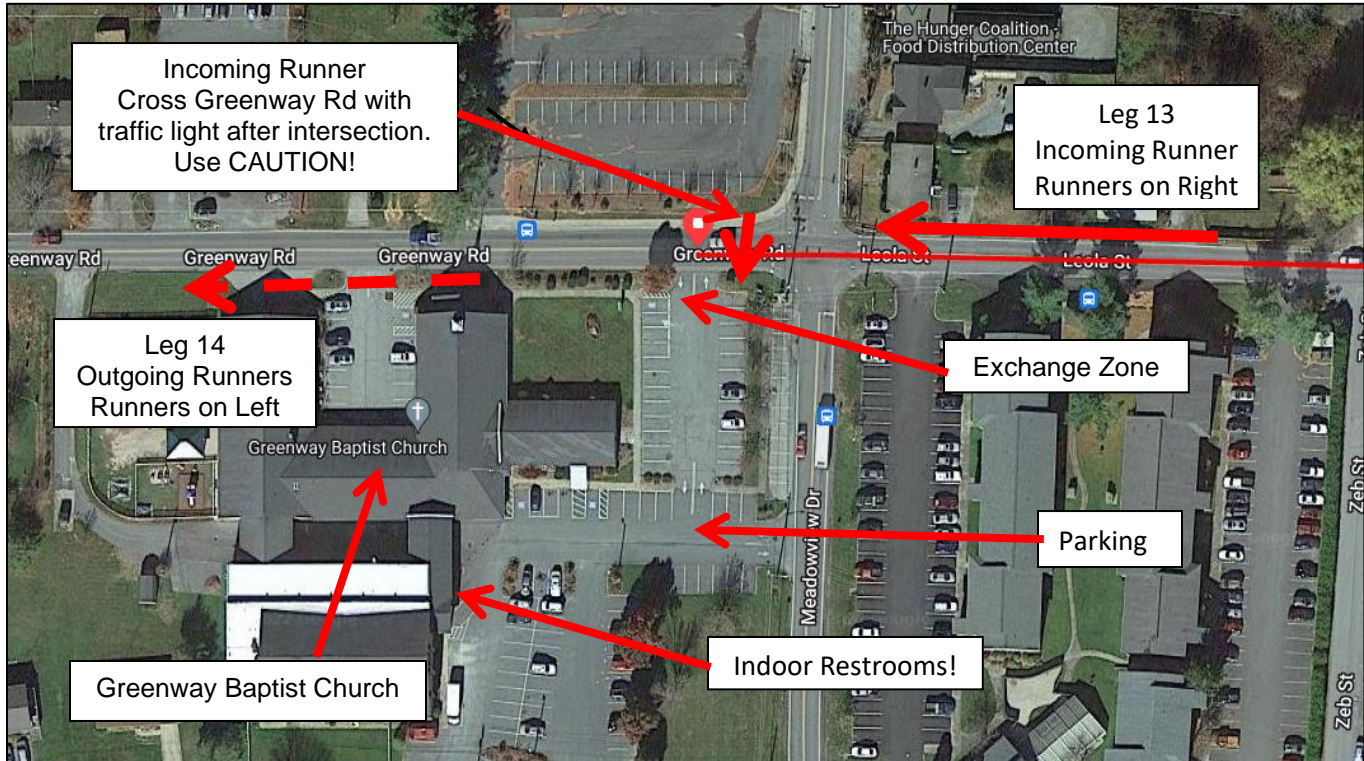 The Hunger Coalition -
Food Distribution Center
Incoming Runner
Cross Greenway Rd with
traffic light after intersection.
Use CAUTION!
Leg 13
Incoming Runner
Runners on Right
reenway Rd
Greenway Rd
Greenway Rd
Greenway Rd
Leola St
Leola St
Leg 14
Outgoing Runners
Runners on Left
Exchange Zone
Greenway Baptist Church
Parking
Meadowview Dr
Indoor Restrooms!
Greenway Baptist Church
Zeb St
Zeb St